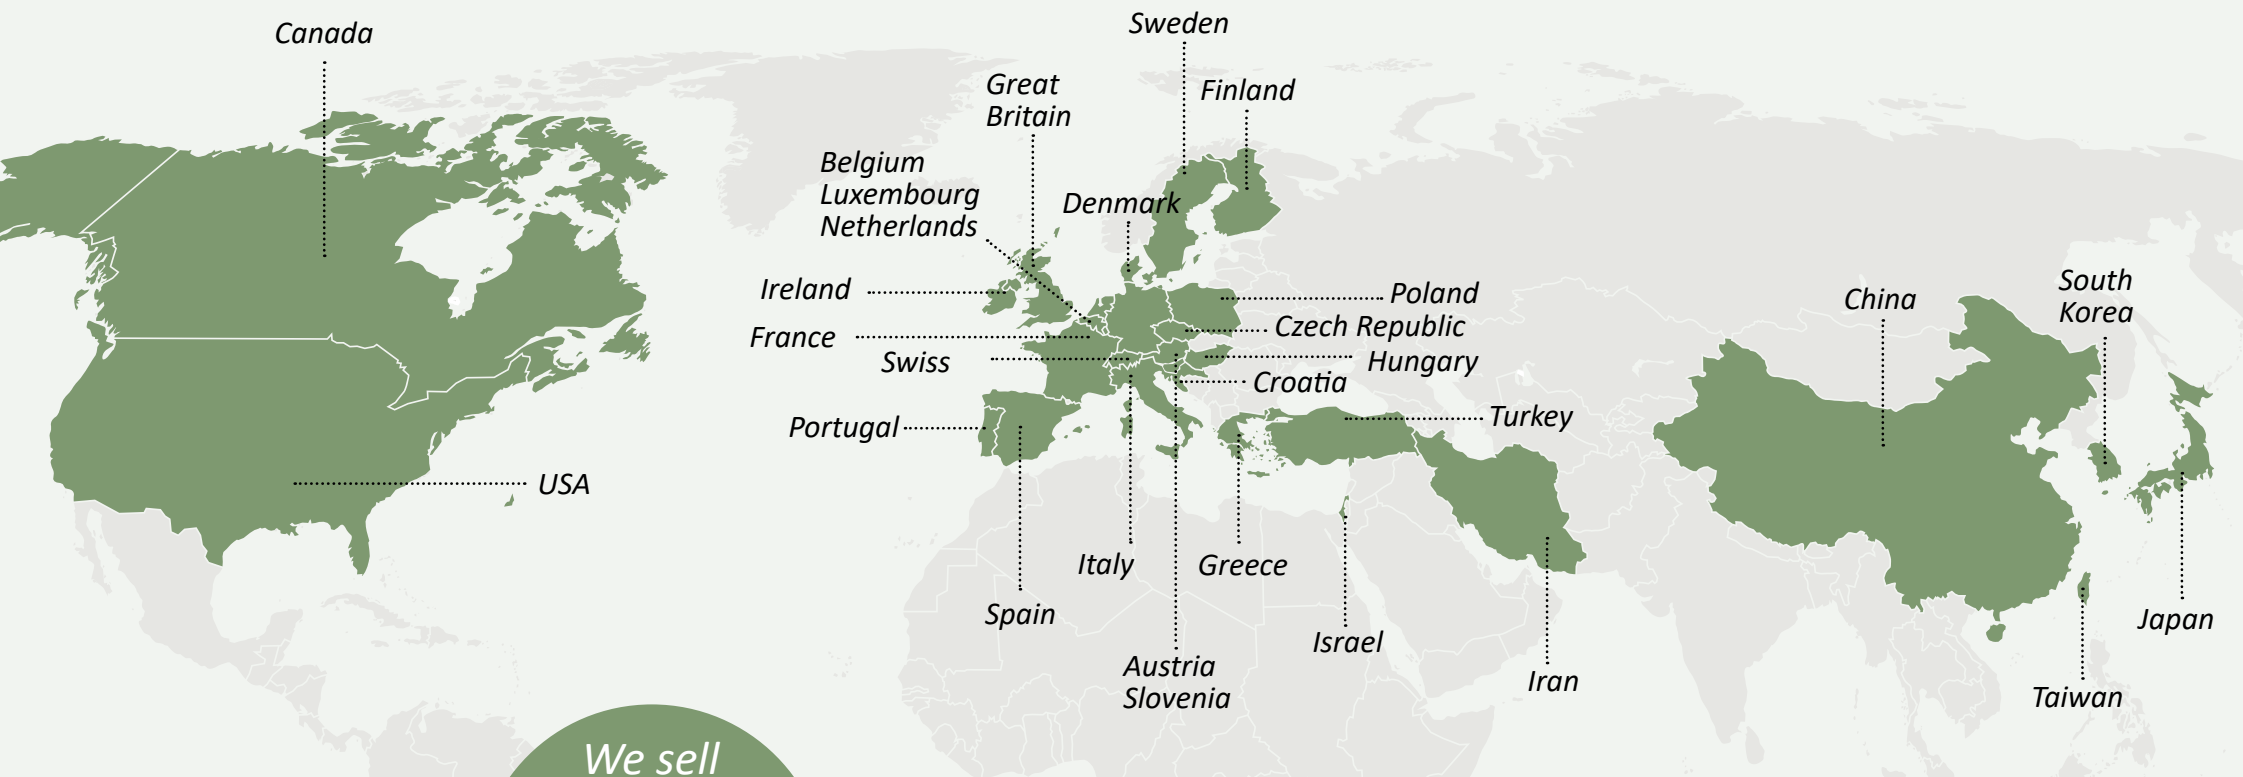 Canada
Sweden
Great
Britain
Finland
Belgium
Luxembourg
Netherlands
Denmark
Ireland
Poland
South
Korea
China
France
Czech Republic
Swiss
Hungary
Croatia
Portugal
Turkey
USA
Italy
Greece
Spain
Israel
Japan
Austria
Slovenia
Iran
Taiwan
We sell